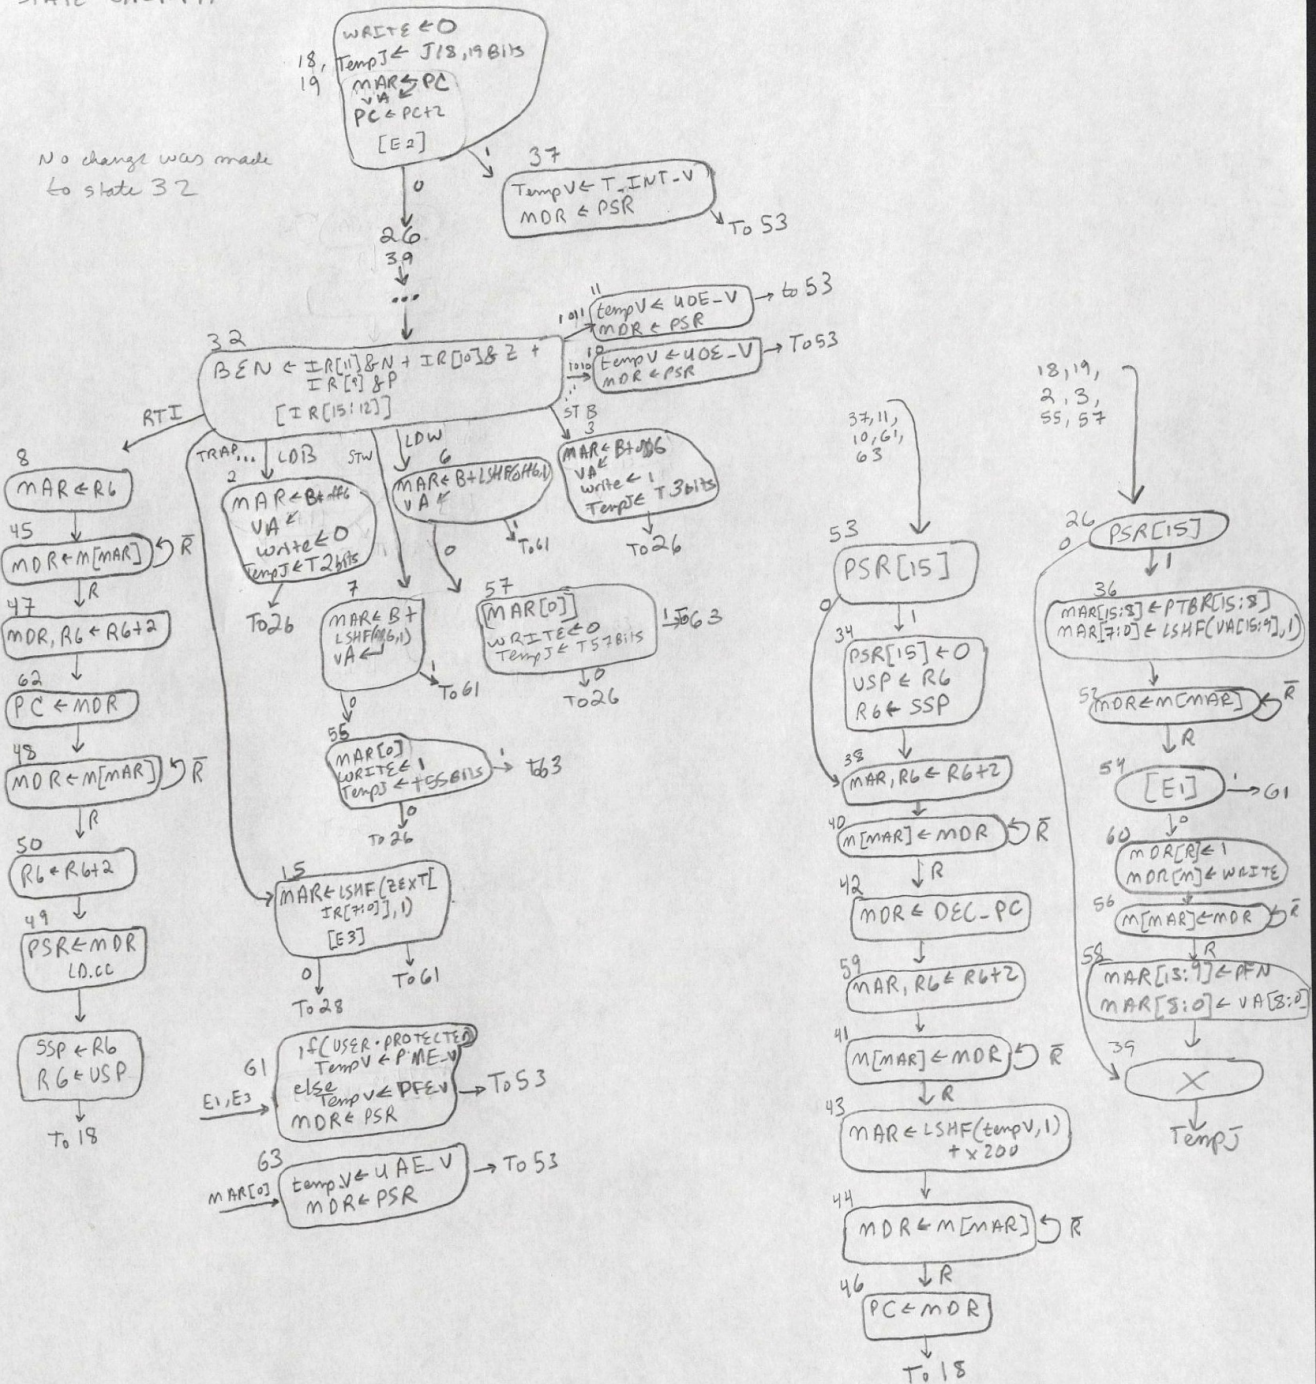 WRITE ← 0
18, TempJ ← J18,19Bits
19 MAR ← PC
VA ↙
PC ← PC+2
[E2]
No change was made
to state 32
0
1
37
TempV ← T_INT_V
MDR ← PSR
To 53
26
39
...
32
BEN ← IR[11]&N + IR[10]&Z +
IR[9]&P
[IR[15:12]]
1011
11
tempV ← UOE_V
MDR ← PSR
→ to 53
1010
10
tempV ← UOE_V
MDR ← PSR
→ To 53
RTI
TRAP...
LDB
STW
LDW
STB
8
MAR ← R6
45
MDR ← M[MAR]
R̄
R
47
MDR, R6 ← R6+2
62
PC ← MDR
48
MDR ← M[MAR]
R̄
R
50
R6 ← R6+2
49
PSR ← MDR
LD.CC
SSP ← R6
R6 ← USP
To 18
2
MAR ← B+off6
VA ↙
write ← 0
TempJ ← T2bits
To 26
7
MAR ← B+
LSHF(off6,1)
VA ←
1
To 61
0
55
MAR[0]
WRITE ← 1
TempJ ← T55Bits
1
to 63
0
To 26
6
MAR ← B+LSHF(off6,1)
VA ↙
1
To 61
0
57
MAR[0]
WRITE ← 0
TempJ ← T57Bits
1
To 63
0
To 26
3
MAR ← B+off6
VA ↙
write ← 1
TempJ ← T3bits
To 26
15
MAR ← LSHF(ZEXT[
IR[7:0]],1)
[E3]
0
To 28
To 61
61
E1,E3
if(USER·PROTECTED)
TempV ← PME_V
else
TempV ← PFEV
MDR ← PSR
→ To 53
63
MAR[0]
tempV ← UAE_V
MDR ← PSR
→ To 53
37,11,
10,61,
63
53
PSR[15]
0
1
34
PSR[15] ← 0
USP ← R6
R6 ← SSP
38
MAR, R6 ← R6+2
40
M[MAR] ← MDR
R̄
R
42
MDR ← DEC_PC
59
MAR, R6 ← R6+2
41
M[MAR] ← MDR
R̄
R
43
MAR ← LSHF(tempV,1)
+ x200
44
MDR ← M[MAR]
R̄
R
46
PC ← MDR
To 18
18,19,
2,3,
55,57
26
PSR[15]
0
1
36
MAR[15:8] ← PTBR[15:8]
MAR[7:0] ← LSHF(VA[15:9],1)
52
MDR ← M[MAR]
R̄
R
54
[E1]
1
→ 61
0
60
MDR[R] ← 1
MDR[M] ← WRITE
56
M[MAR] ← MDR
R̄
R
58
MAR[13:9] ← PFN
MAR[8:0] ← VA[8:0]
39
X
TempJ